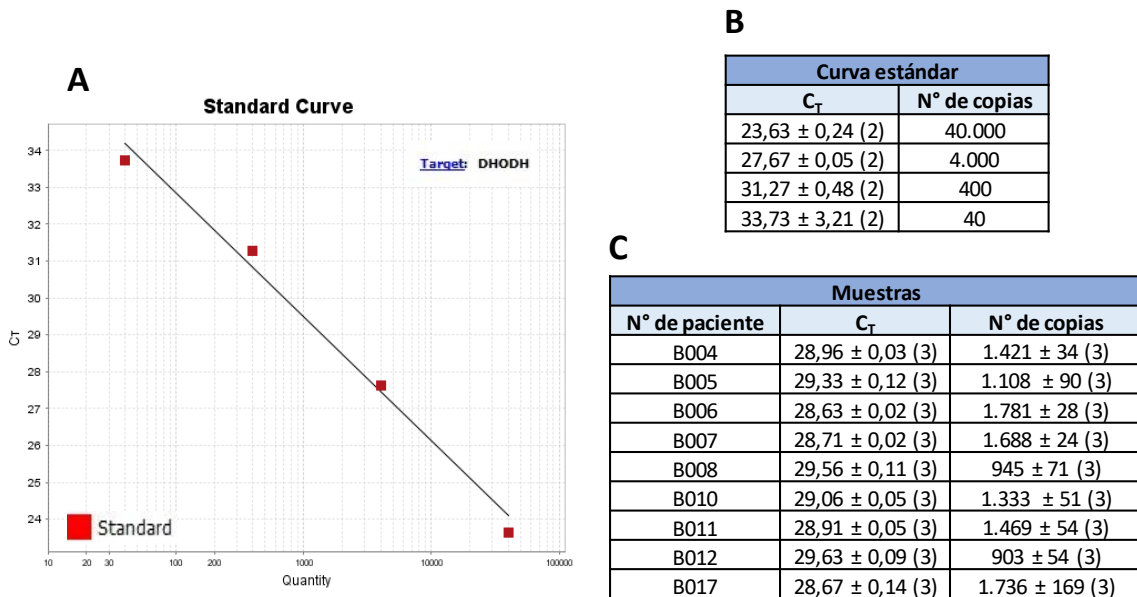 A
Standard Curve
Target: DHODH
34
33
32
31
30
29
28
27
26
25
24
CT
Standard
10 20 30 100 200 1000 10000 100000
Quantity
B
Curva estándar
CT N° de copias
23,63 ± 0,24 (2) 40.000
27,67 ± 0,05 (2) 4.000
31,27 ± 0,48 (2) 400
33,73 ± 3,21 (2) 40
C
Muestras
N° de paciente CT N° de copias
B004 28,96 ± 0,03 (3) 1.421 ± 34 (3)
B005 29,33 ± 0,12 (3) 1.108 ± 90 (3)
B006 28,63 ± 0,02 (3) 1.781 ± 28 (3)
B007 28,71 ± 0,02 (3) 1.688 ± 24 (3)
B008 29,56 ± 0,11 (3) 945 ± 71 (3)
B010 29,06 ± 0,05 (3) 1.333 ± 51 (3)
B011 28,91 ± 0,05 (3) 1.469 ± 54 (3)
B012 29,63 ± 0,09 (3) 903 ± 54 (3)
B017 28,67 ± 0,14 (3) 1.736 ± 169 (3)